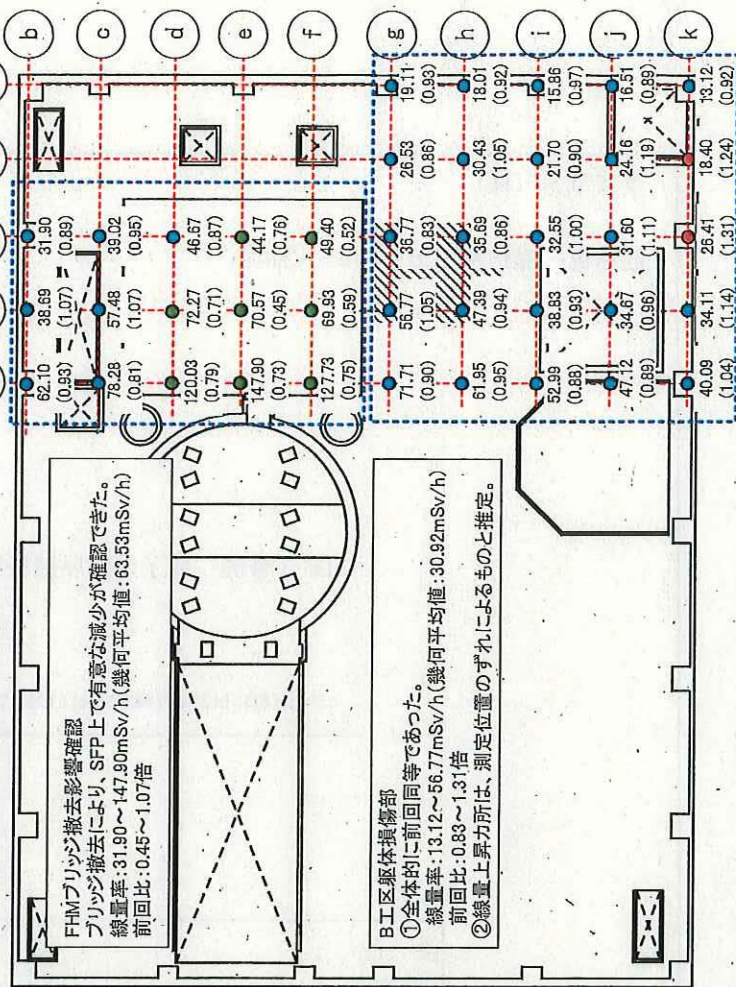 b
62.10 38.69 31.90
(0.93) (1.07) (0.89)
c
78.28 57.48 39.02
(0.81) (1.07) (0.95)
d
120.03 72.27 46.67
(0.79) (0.71) (0.87)
e
147.90 70.57 44.17
(0.73) (0.45) (0.76)
f
127.73 69.93 49.40
(0.75) (0.59) (0.52)
g
71.71 56.77 36.77 26.53 19.11
(0.90) (1.05) (0.83) (0.86) (0.93)
h
61.95 47.39 35.69 30.43 18.01
(0.95) (0.94) (0.86) (1.05) (0.92)
i
52.99 38.83 32.55 21.70 15.86
(0.88) (0.93) (1.00) (0.90) (0.97)
j
47.12 34.67 31.60 24.16 16.51
(0.89) (0.96) (1.11) (1.19) (0.89)
k
40.09 34.11 26.41 18.40 13.12
(1.04) (1.14) (1.31) (1.24) (0.92)
FHMブリッジ撤去影響確認
ブリッジ撤去により、SFP上で有意な減少が確認できた。
線量率:31.90~147.90mSv/h(幾何平均値:63.53mSv/h)
前回比:0.45~1.07倍
B工区躯体損傷部
①全体的に前回同等であった。
線量率:13.12~56.77mSv/h(幾何平均値:30.92mSv/h)
前回比:0.83~1.31倍
②線量上昇カ所は、測定位置のずれによるものと推定。